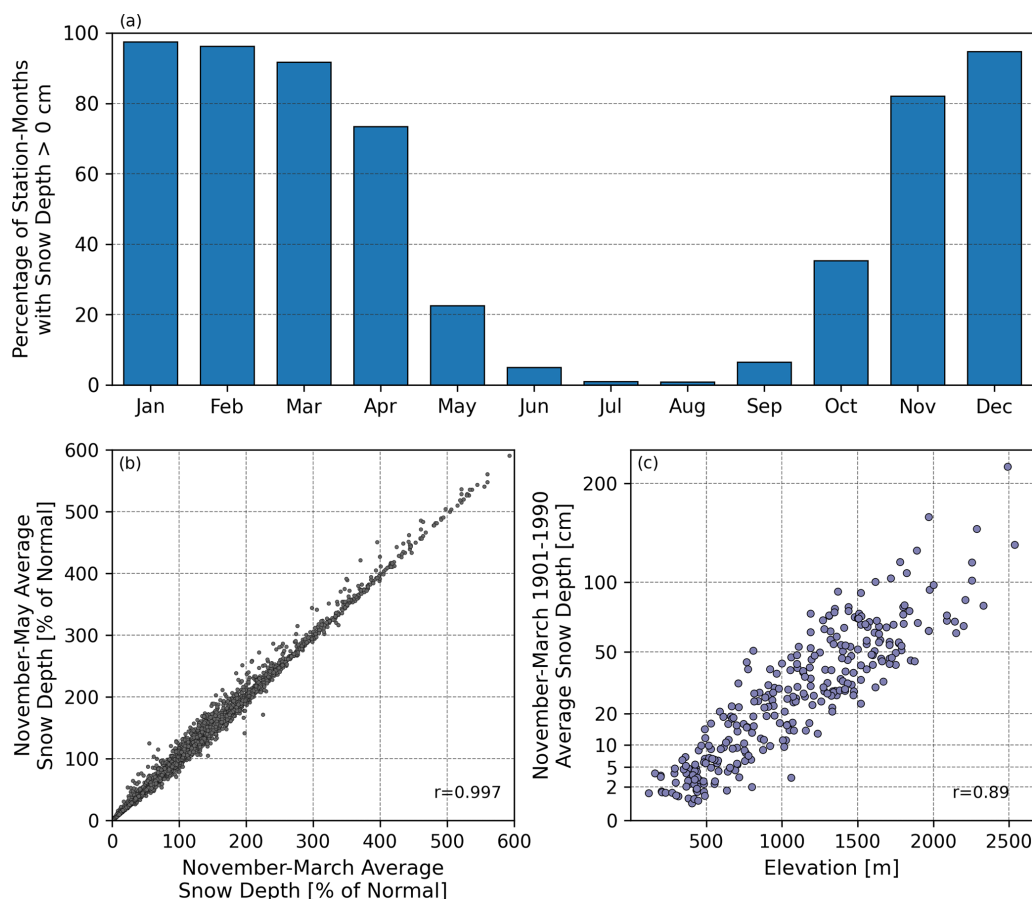 (a)
Percentage of Station-Months
with Snow Depth > 0 cm
100
80
60
40
20
0
Jan Feb Mar Apr May Jun Jul Aug Sep Oct Nov Dec
(b)
November-May Average
Snow Depth [% of Normal]
600
500
400
300
200
100
0
r=0.997
0 100 200 300 400 500 600
November-March Average
Snow Depth [% of Normal]
(c)
November-March 1901-1990
Average Snow Depth [cm]
200
100
50
20
10
5
2
0
r=0.89
500 1000 1500 2000 2500
Elevation [m]